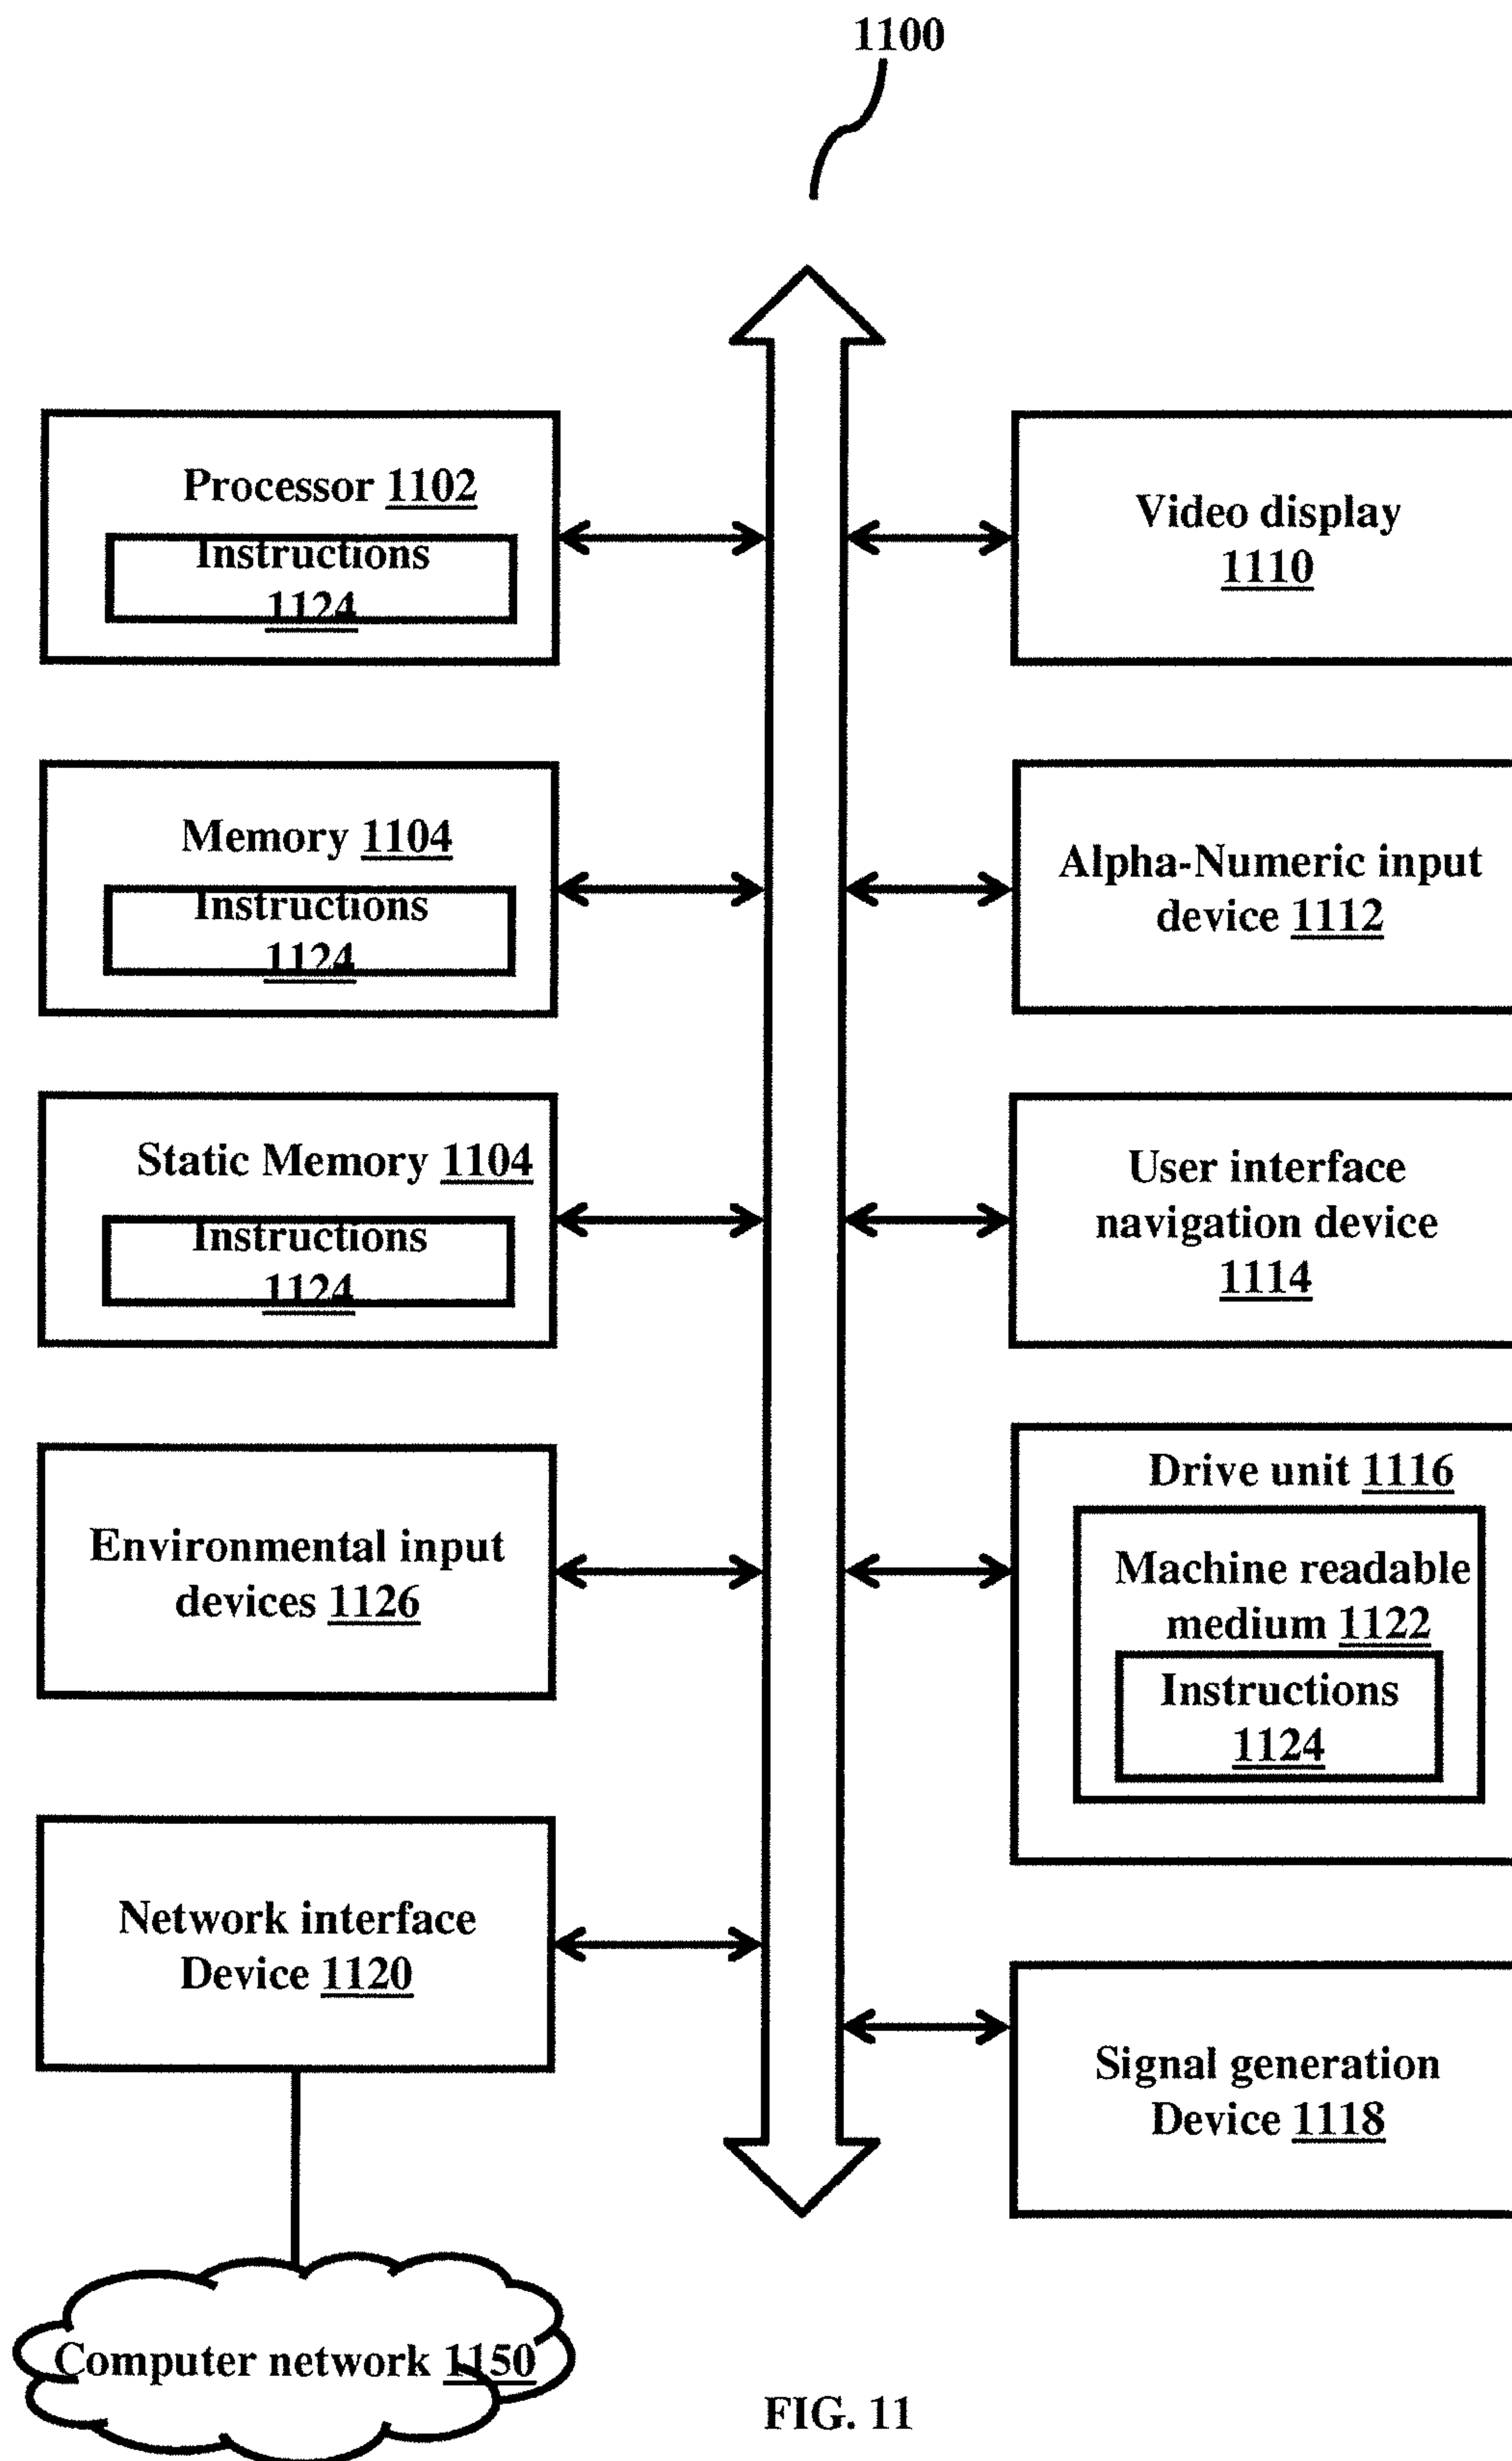 1100
Processor 1102
Instructions
1124
Memory 1104
Instructions
1124
Static Memory 1104
Instructions
1124
Environmental input
devices 1126
Network interface
Device 1120
Computer network 1150
Video display
1110
Alpha-Numeric input
device 1112
User interface
navigation device
1114
Drive unit 1116
Machine readable
medium 1122
Instructions
1124
Signal generation
Device 1118
FIG. 11